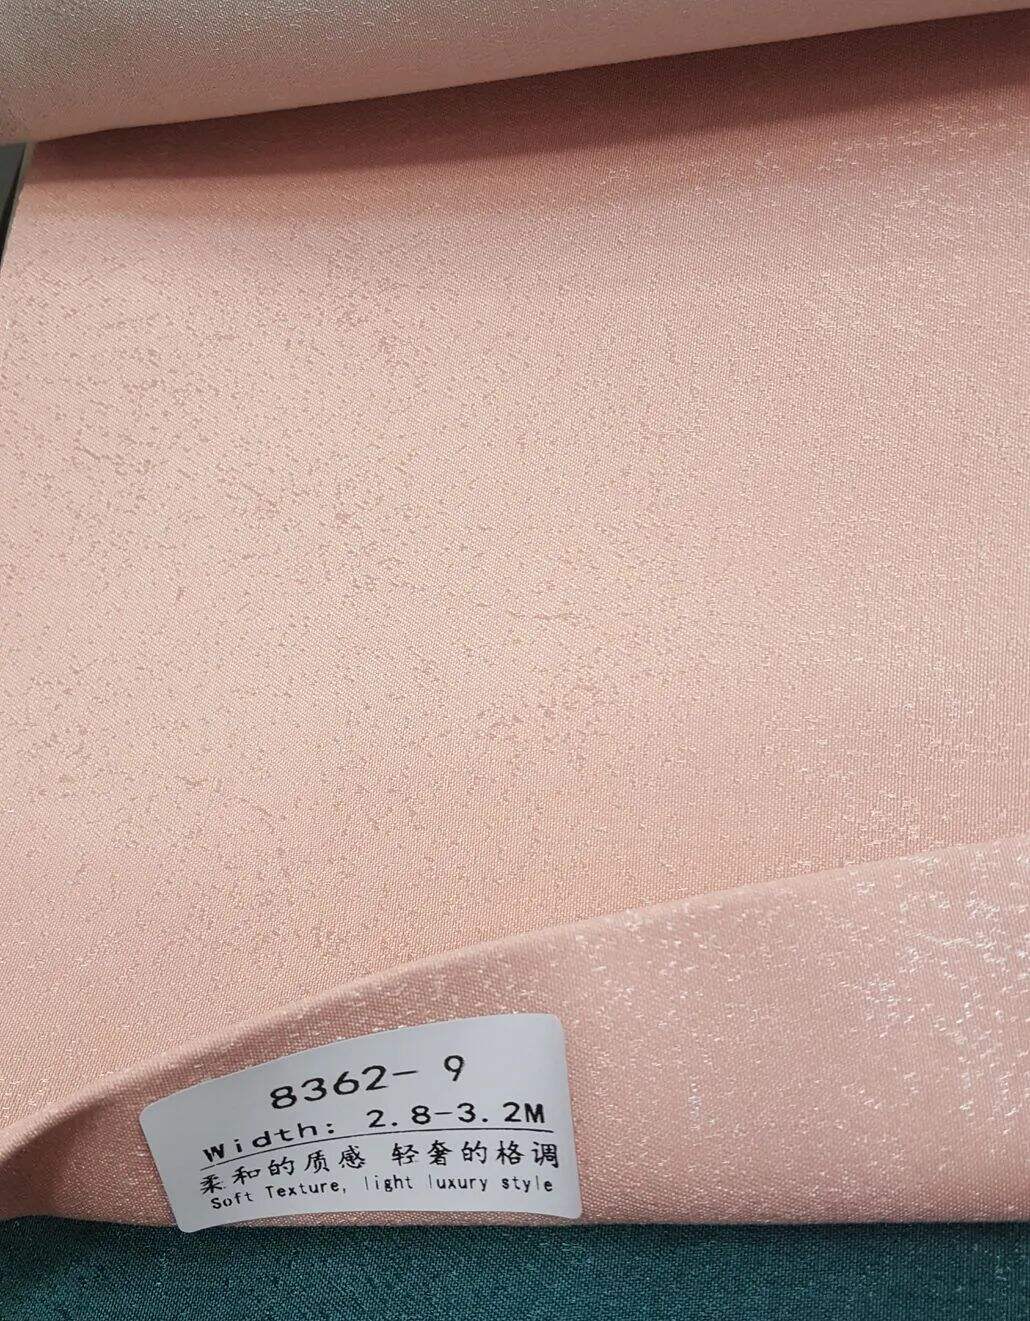 8362- 9
Width: 2.8-3.2M
柔和的质感 轻奢的格调
Soft Texture, light luxury style